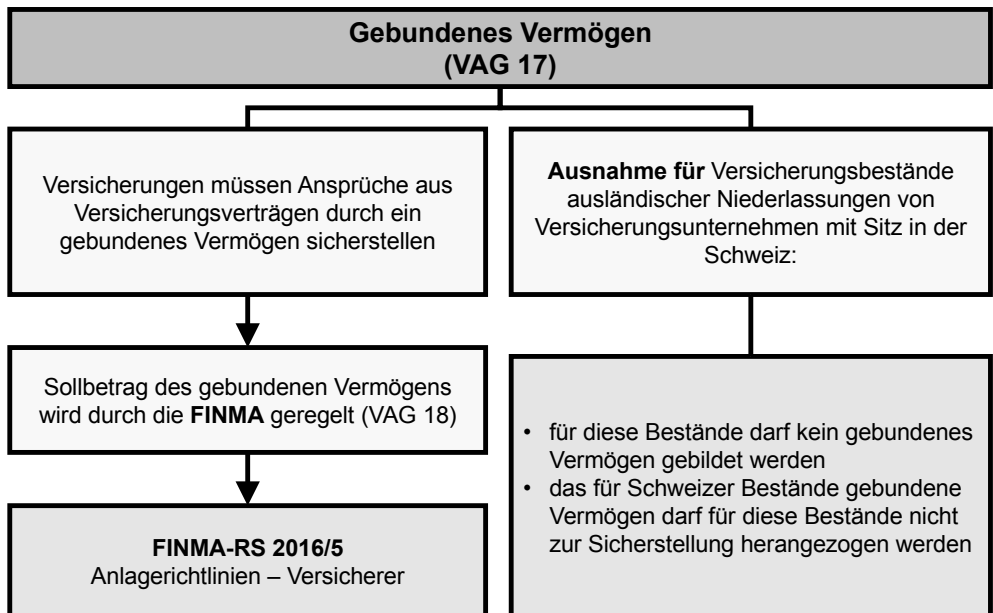 Gebundenes Vermögen
(VAG 17)
Versicherungen müssen Ansprüche aus
Versicherungsverträgen durch ein
gebundenes Vermögen sicherstellen
Sollbetrag des gebundenen Vermögens
wird durch die FINMA geregelt (VAG 18)
FINMA-RS 2016/5
Anlagerichtlinien – Versicherer
Ausnahme für Versicherungsbestände
ausländischer Niederlassungen von
Versicherungsunternehmen mit Sitz in der
Schweiz:
• für diese Bestände darf kein gebundenes
Vermögen gebildet werden
• das für Schweizer Bestände gebundene
Vermögen darf für diese Bestände nicht
zur Sicherstellung herangezogen werden